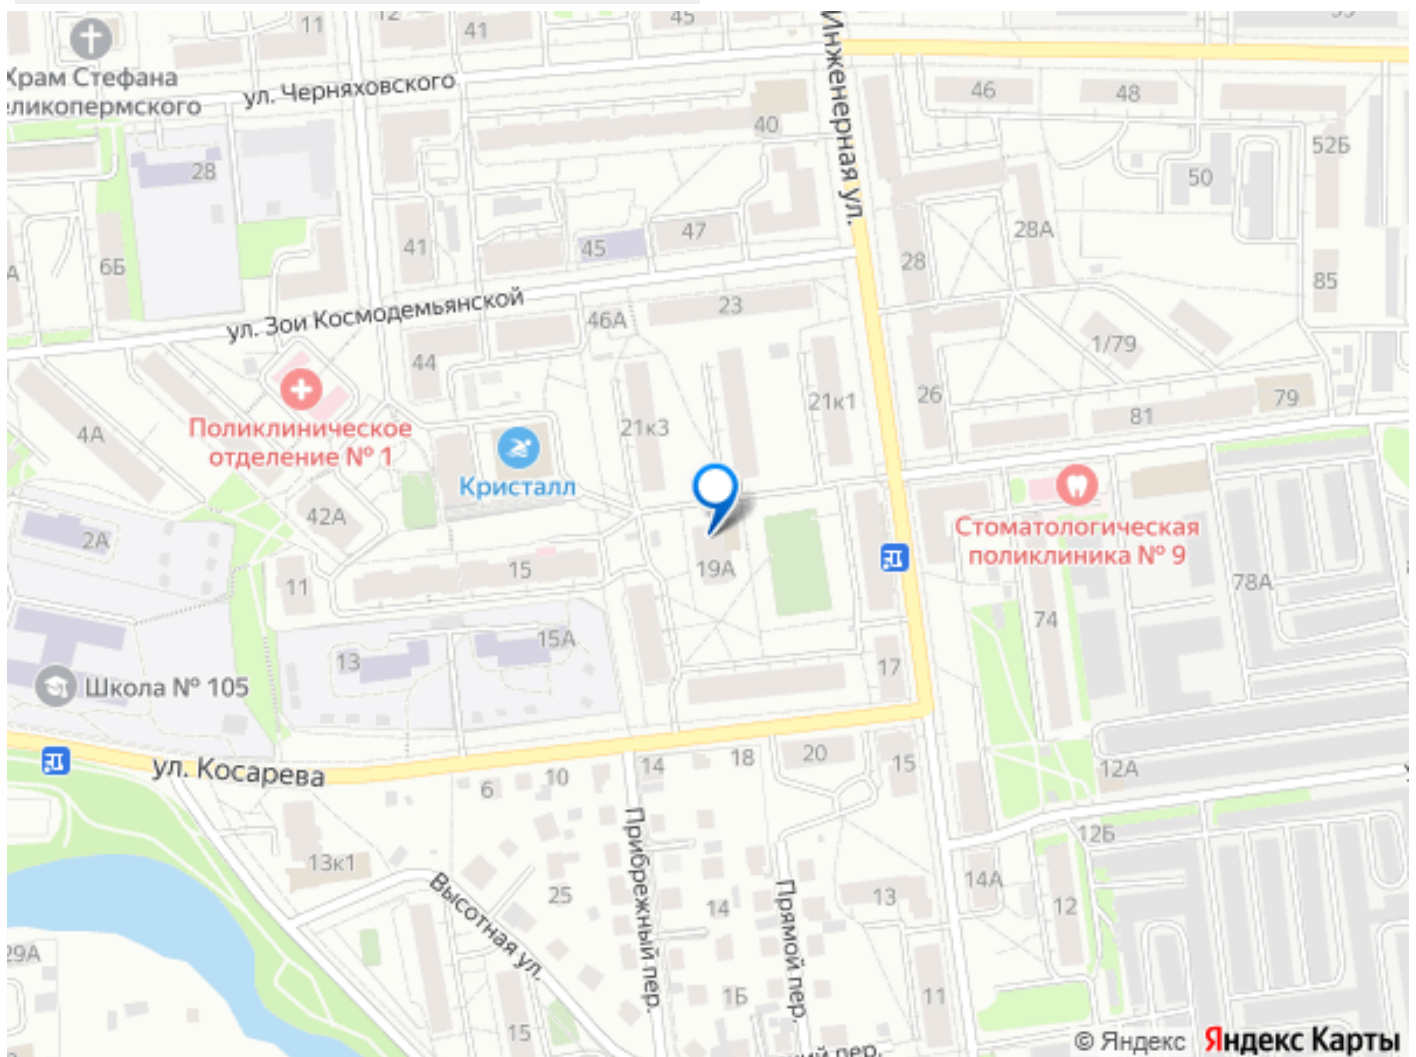 11
12
41
45
Инженерная ул.
Храм Стефана
еликопермского
ул. Черняховского
40
46
48
52Б
28
50
41
45
47
28А
28
6Б
85
ул. Зои Космодемьянской
46А
23
44
1/79
Поликлиническое
отделение № 1
4А
21к3
21к1
26
81
79
Кристалл
42А
Стоматологическая
поликлиника № 9
2А
11
15
19А
78А
74
13
15А
17
Школа № 105
ул. Косарева
6
10
14
18
20
15
12А
12Б
13к1
Высотная ул.
25
Прибрежный пер.
14
Прямой пер.
13
14А
12
29А
15
1Б
11
пер.
© Яндекс Яндекс Карты